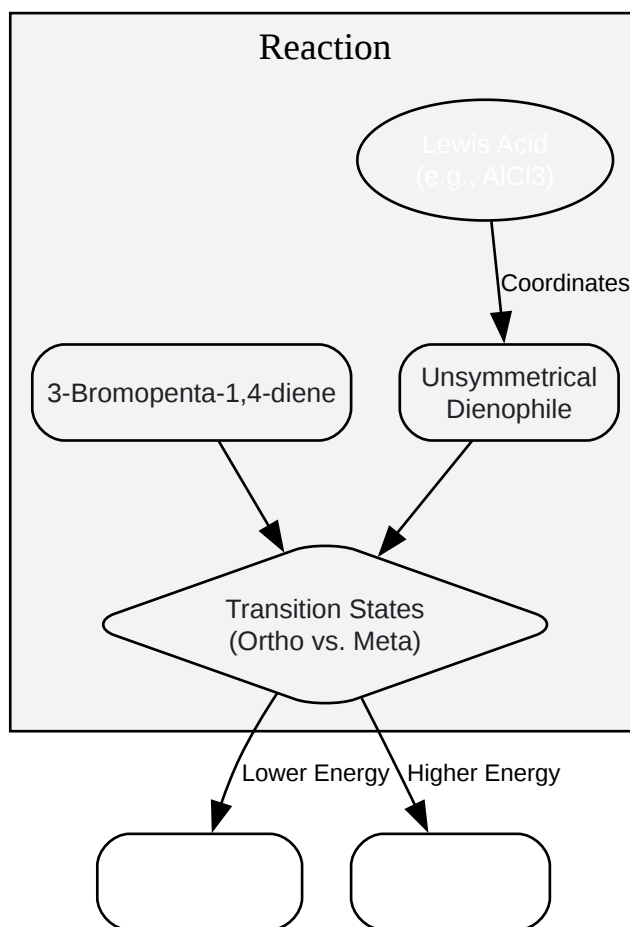 Reaction
Lewis Acid
(e.g., AlCl3)
Coordinates
3-Bromopenta-1,4-diene
Unsymmetrical
Dienophile
Transition States
(Ortho vs. Meta)
Lower Energy
Higher Energy